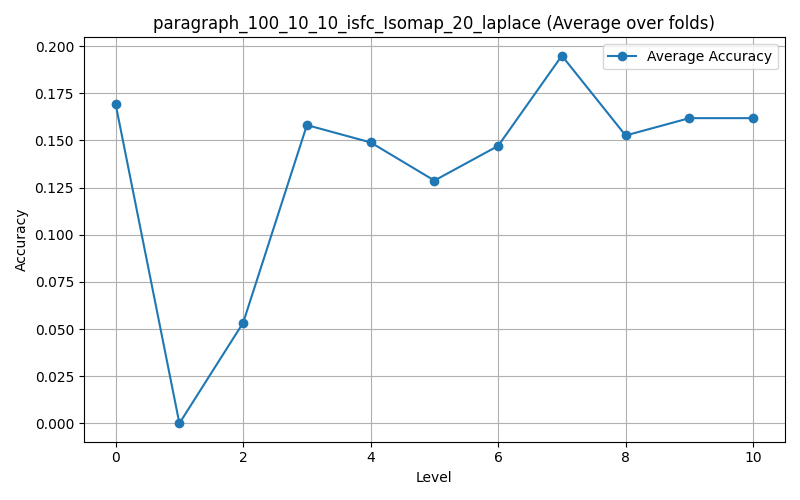 paragraph_100_10_10_isfc_Isomap_20_laplace (Average over folds)
Average Accuracy
0.200
0.175
0.150
0.125
0.100
0.075
0.050
0.025
0.000
Accuracy
0 2 4 6 8 10
Level